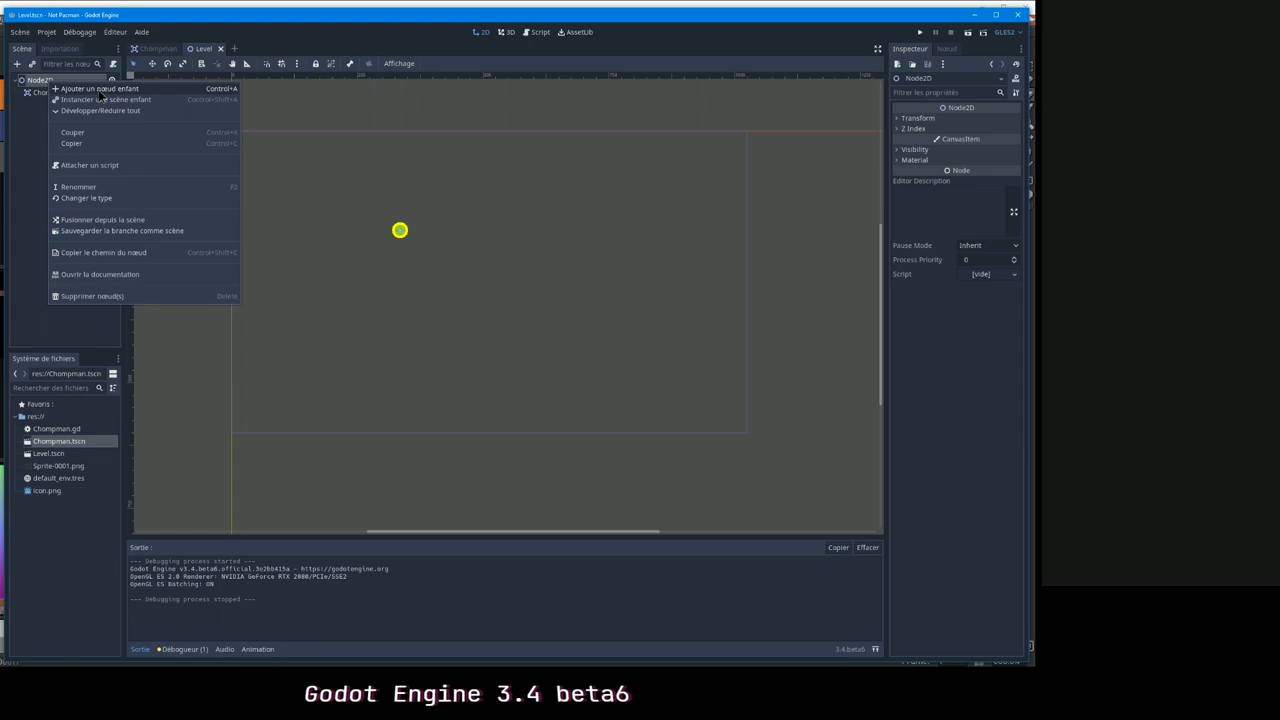 Level.tscn - Not Pacman - Godot Engine
Scène Projet Débogage Éditeur Aide
2D 3D Script AssetLib
GLES2
Scène Importation
Chompman Level
Inspecteur Nœud
Filtrer les nœu
Affichage
Node2D
Node2D
Filtrer les propriétés
Ajouter un nœud enfant Control+A
Instancier une scène enfant Control+Shift+A
Développer/Réduire tout
Couper Control+X
Copier Control+C
Attacher un script
Renommer F2
Changer le type
Fusionner depuis la scène
Sauvegarder la branche comme scène
Copier le chemin du nœud Control+Shift+C
Ouvrir la documentation
Supprimer nœud(s) Delete
Node2D
Transform
Z Index
CanvasItem
Visibility
Material
Node
Editor Description
Pause Mode Inherit
Process Priority 0
Script [vide]
Système de fichiers
res://Chompman.tscn
Rechercher des fichiers
Favoris :
res://
Chompman.gd
Chompman.tscn
Level.tscn
Sprite-0001.png
default_env.tres
icon.png
Sortie :
Copier Effacer
--- Debugging process started ---
Godot Engine v3.4.beta6.official.3e2bb415a - https://godotengine.org
OpenGL ES 2.0 Renderer: NVIDIA GeForce RTX 2080/PCIe/SSE2
OpenGL ES Batching: ON
--- Debugging process stopped ---
Sortie Débogueur (1) Audio Animation
3.4.beta6
Godot Engine 3.4 beta6